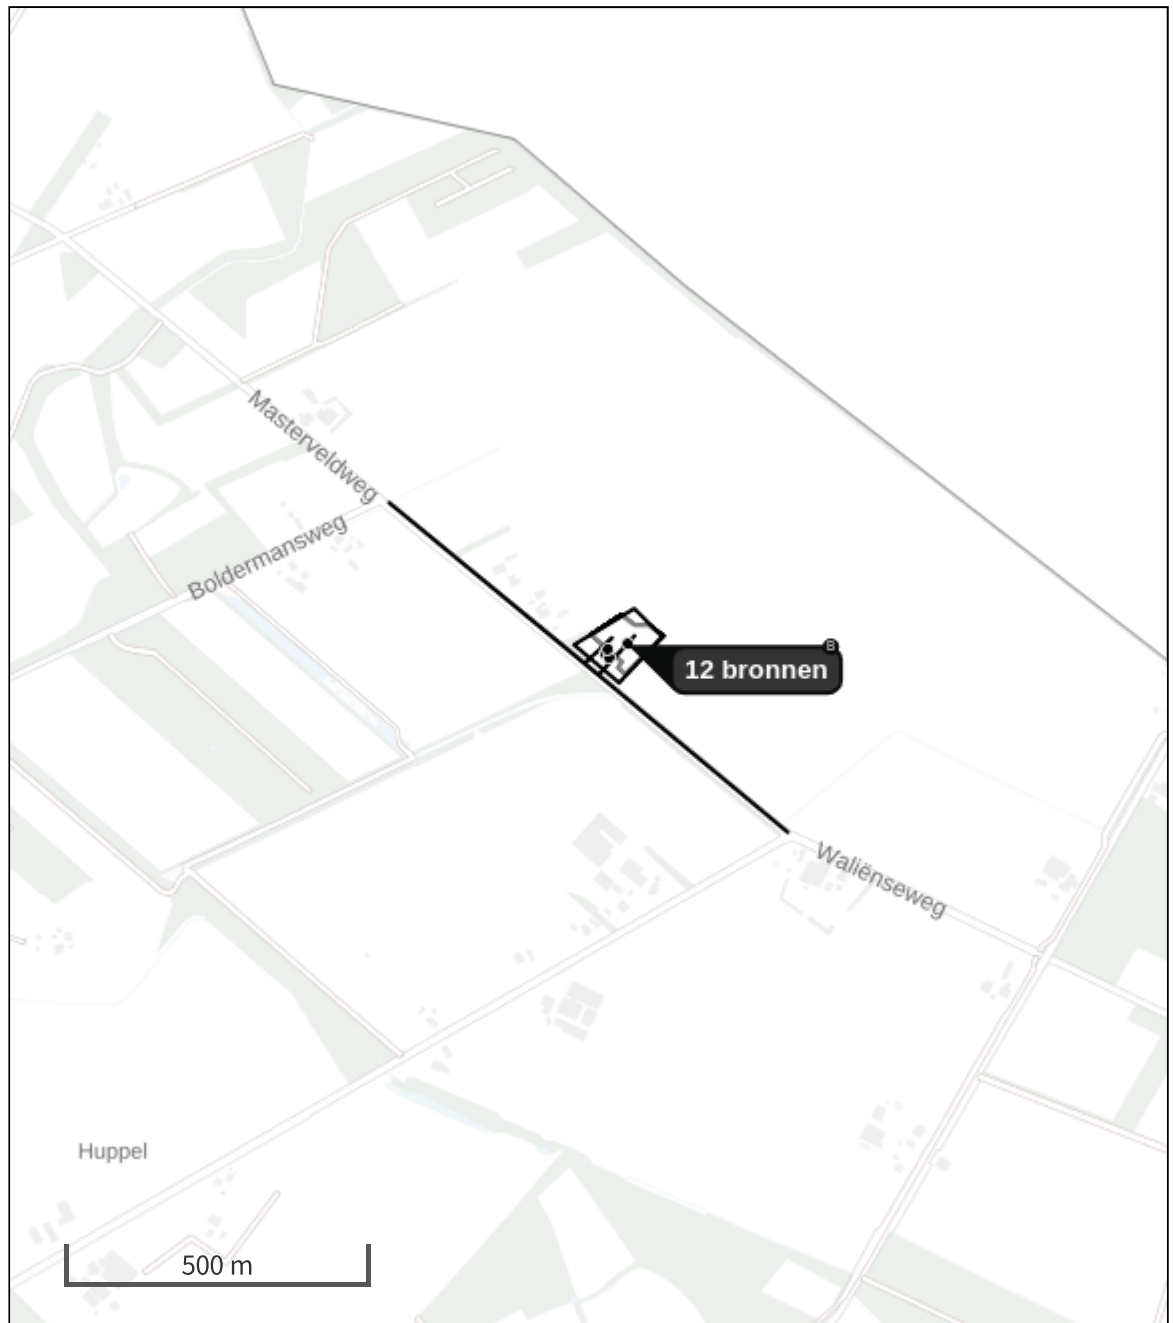 Masterveldweg
Boldermansweg
B
12 bronnen
Waliënseweg
Huppel
500 m